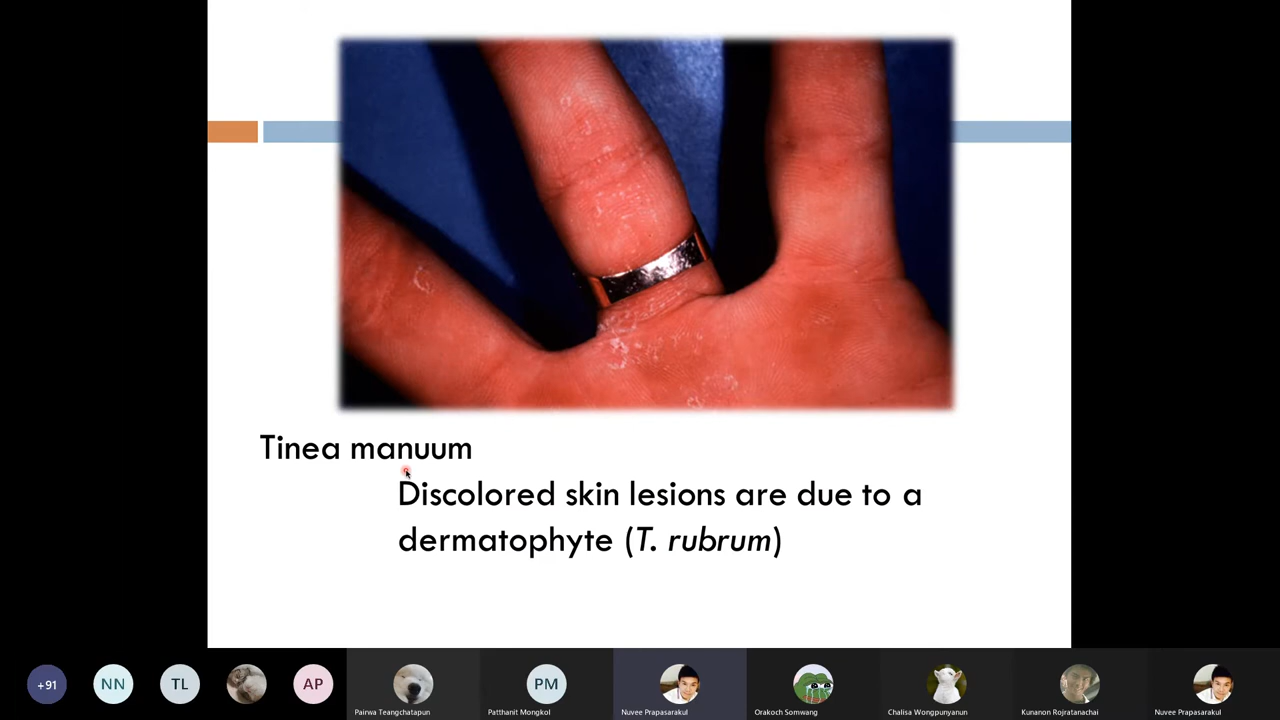 Tinea manuum
Discolored skin lesions are due to a
dermatophyte (T. rubrum)
+91
NN
TL
AP
PM
Pairwa Teangchatapun
Patthanit Mongkol
Nuvee Prapasarakul
Orakoch Somwang
Chalisa Wongpunyanun
Kunanon Rojratanachai
Nuvee Prapasarakul